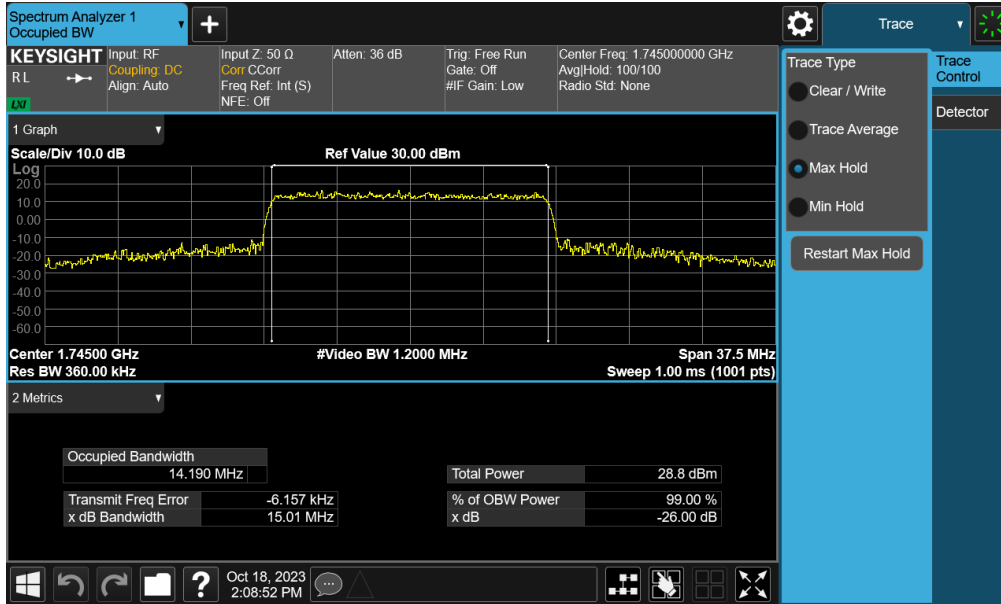 Spectrum Analyzer 1
Occupied BW
Trace
KEYSIGHT
RL
LXI
Input: RF
Coupling: DC
Align: Auto
Input Z: 50 Ω
Corr CCorr
Freq Ref: Int (S)
NFE: Off
Atten: 36 dB
Trig: Free Run
Gate: Off
#IF Gain: Low
Center Freq: 1.745000000 GHz
Avg|Hold: 100/100
Radio Std: None
Trace Type
Clear / Write
Trace Average
Max Hold
Min Hold
Restart Max Hold
Trace
Control
Detector
1 Graph
Scale/Div 10.0 dB
Ref Value 30.00 dBm
Log
20.0
10.0
0.00
-10.0
-20.0
-30.0
-40.0
-50.0
-60.0
Center 1.74500 GHz
#Video BW 1.2000 MHz
Span 37.5 MHz
Res BW 360.00 kHz
Sweep 1.00 ms (1001 pts)
2 Metrics
Occupied Bandwidth
14.190 MHz
Total Power 28.8 dBm
Transmit Freq Error -6.157 kHz
% of OBW Power 99.00 %
x dB Bandwidth 15.01 MHz
x dB -26.00 dB
?
Oct 18, 2023
2:08:52 PM